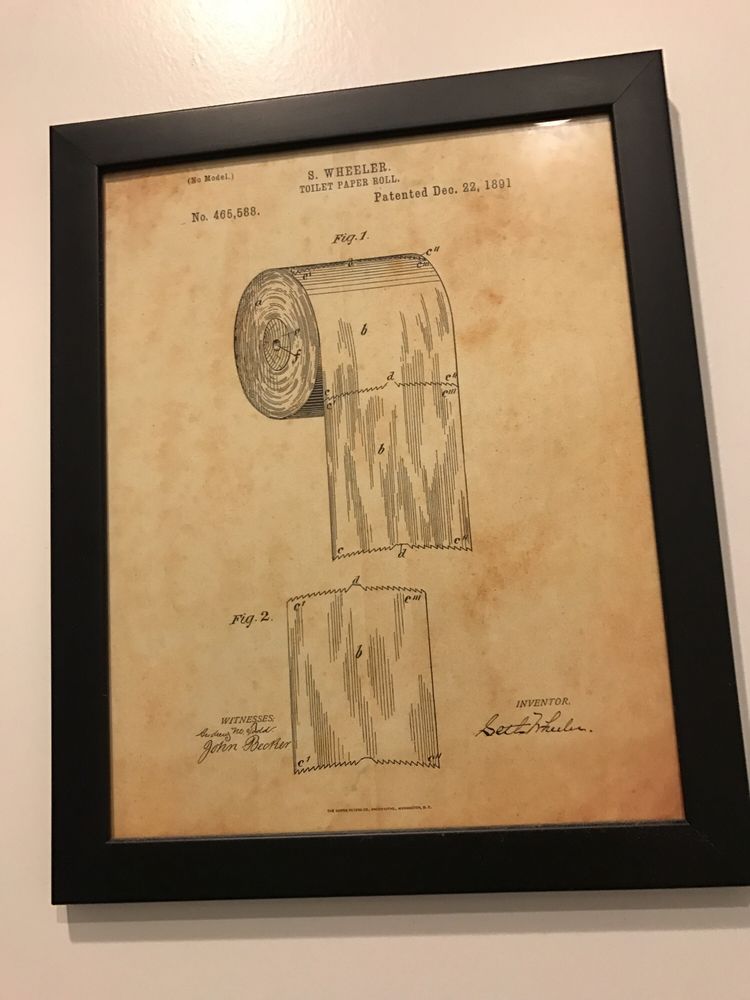 S. WHEELER.
(No Model.)
TOILET PAPER ROLL.
No. 465,588.
Patented Dec. 22, 1891
Fig. 1.
a
c'
d
c''
c'''
b
e
f
c
d
c''
c'
c'''
b
c
d
c''
Fig. 2.
c'
d
c'''
b
c'
c''
WITNESSES:
John Becker
INVENTOR,
Seth Wheeler.